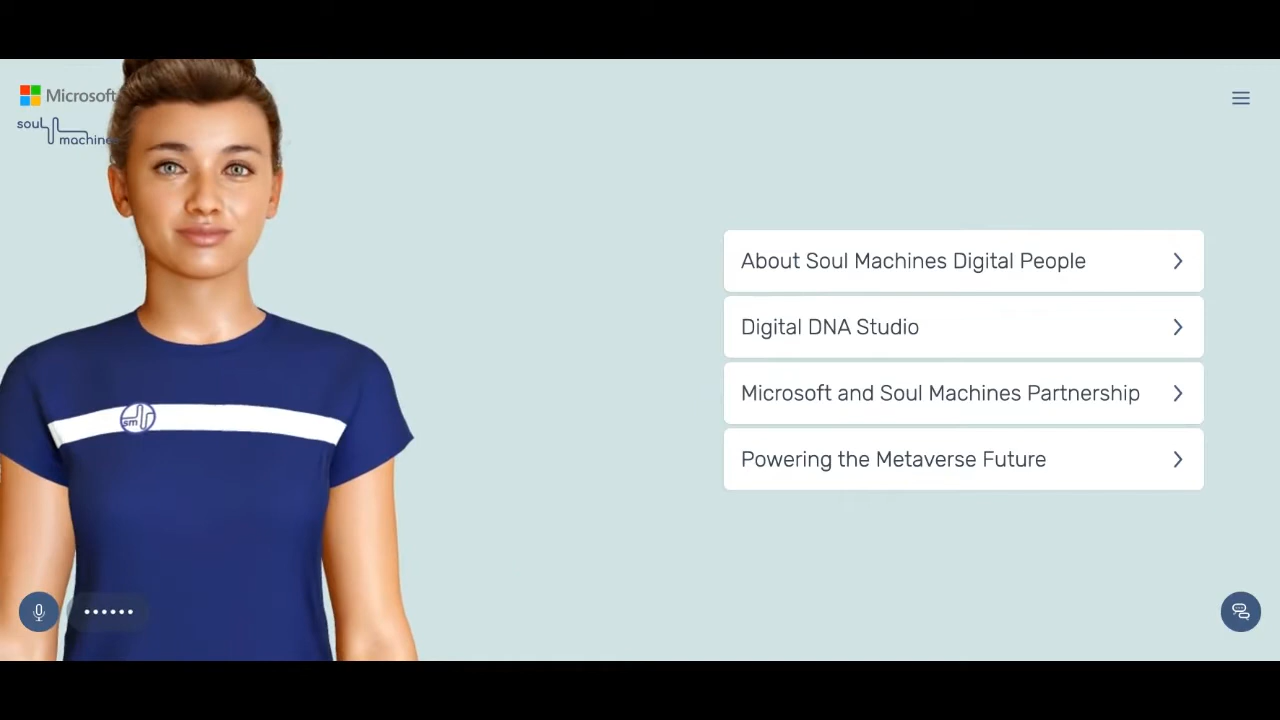 Microsoft
soul
machines
About Soul Machines Digital People
Digital DNA Studio
Microsoft and Soul Machines Partnership
Powering the Metaverse Future
sm